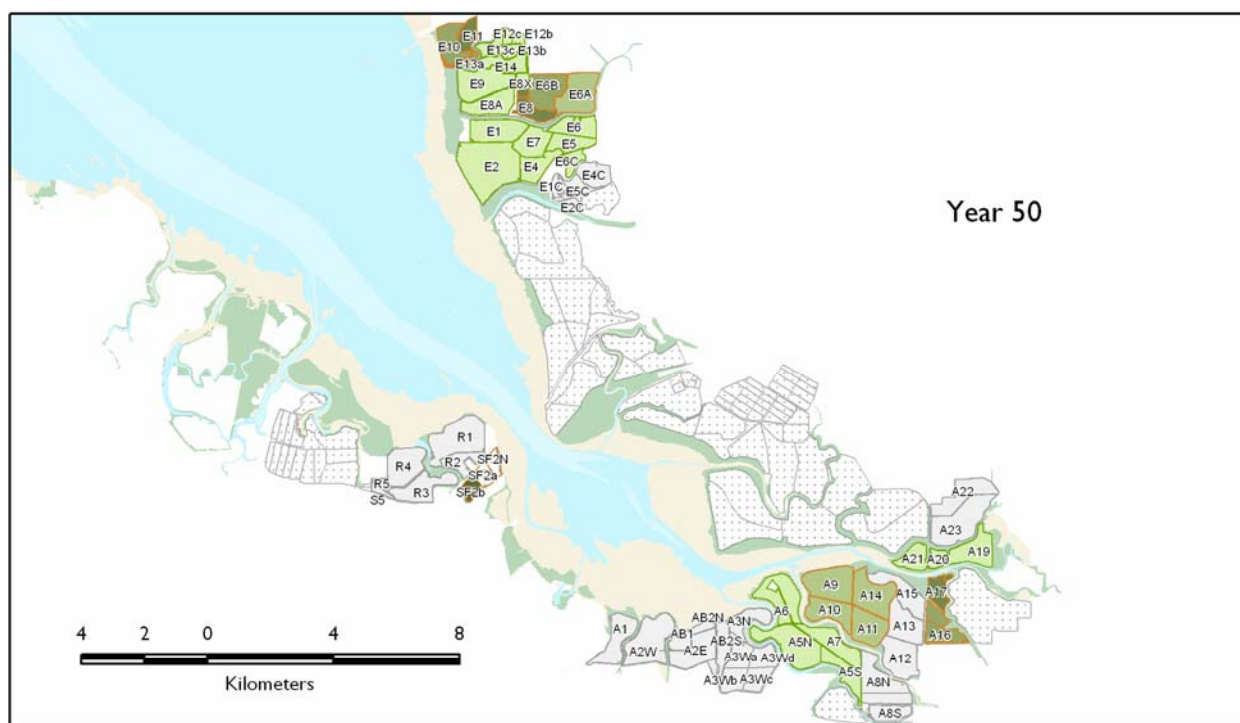 E12c E12b
E11
E10
E13c E13b
E13a
E14
E9
E8X
E6B
E6A
E8A
E8
E1
E6
E7
E5
E2
E4
E6C
E4C
E1C
E5C
E2C
Year 50
R1
R4
R2
SF2N
SF2a
R5
R3
SF2b
S5
A22
A23
A21
A20
A19
A9
A14
A15
A17
A6
A10
A11
A13
A16
A1
AB2N
A3N
AB1
A2W
A2E
AB2S
A5N
A7
A3Wa
A3Wd
A12
A5S
A8N
A3Wb
A3Wc
A8S
4 2 0 4 8
Kilometers